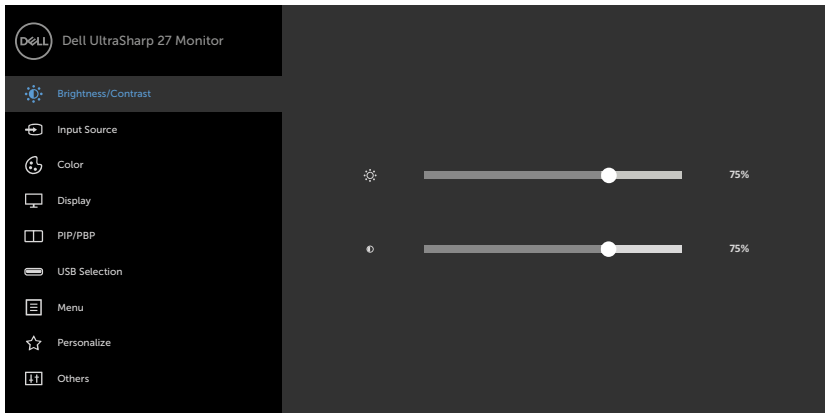 DELL
Dell UltraSharp 27 Monitor
Brightness/Contrast
Input Source
Color
Display
PIP/PBP
USB Selection
Menu
Personalize
Others
75%
75%